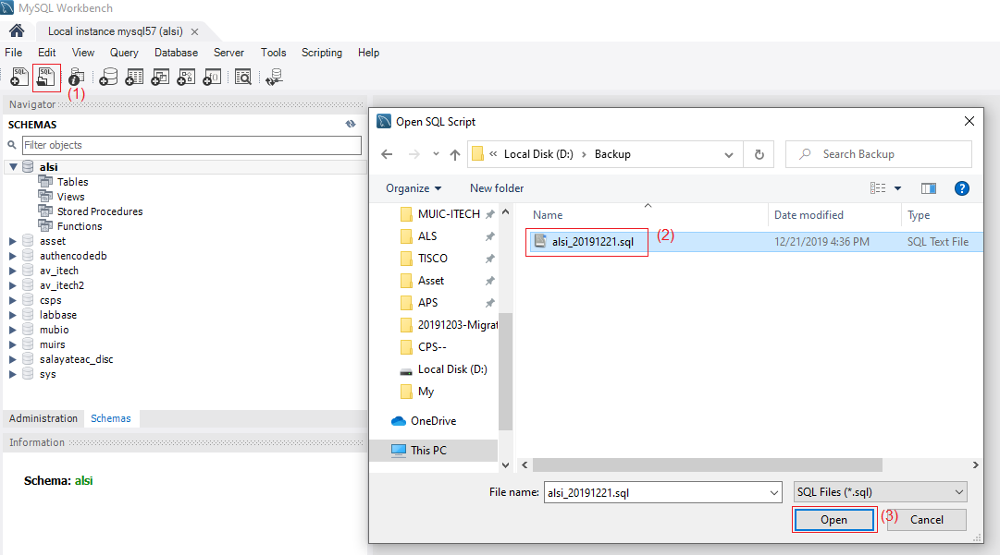 MySQL Workbench
Local instance mysql57 (alsi) ×
File Edit View Query Database Server Tools Scripting Help
(1)
Navigator
SCHEMAS
Filter objects
alsi
Tables
Views
Stored Procedures
Functions
asset
authencodedb
av_itech
av_itech2
csps
labbase
mubio
muirs
salayateac_disc
sys
Administration Schemas
Information
Schema: alsi
Open SQL Script
« Local Disk (D:) › Backup
Search Backup
Organize New folder
MUIC-ITECH
ALS
TISCO
Asset
APS
20191203-Migrat
CPS--
Local Disk (D:)
My
OneDrive
This PC
Name Date modified Type
alsi_20191221.sql 12/21/2019 4:36 PM SQL Text File
(2)
File name: alsi_20191221.sql SQL Files (*.sql)
Open (3) Cancel